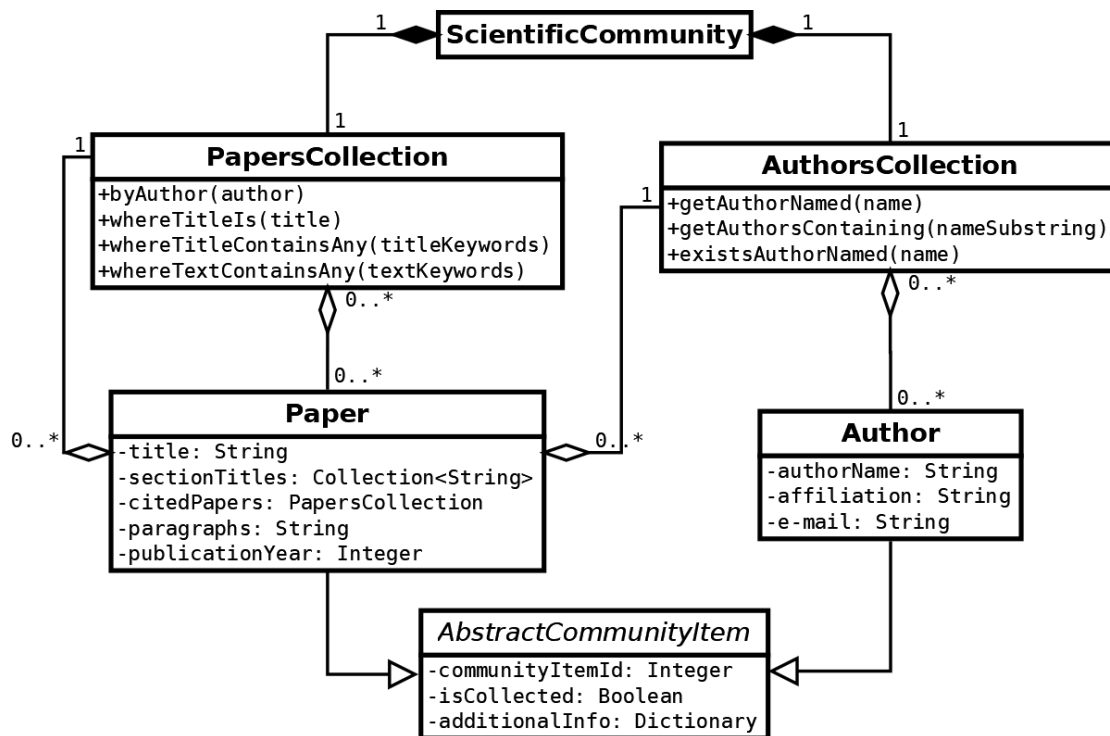 1
ScientificCommunity
1
1
1
1
PapersCollection
+byAuthor(author)
+whereTitleIs(title)
+whereTitleContainsAny(titleKeywords)
+whereTextContainsAny(textKeywords)
AuthorsCollection
+getAuthorNamed(name)
+getAuthorsContaining(nameSubstring)
+existsAuthorNamed(name)
1
0..*
0..*
0..*
0..*
0..*
0..*
Paper
-title: String
-sectionTitles: Collection<String>
-citedPapers: PapersCollection
-paragraphs: String
-publicationYear: Integer
Author
-authorName: String
-affiliation: String
-e-mail: String
AbstractCommunityItem
-communityItemId: Integer
-isCollected: Boolean
-additionalInfo: Dictionary